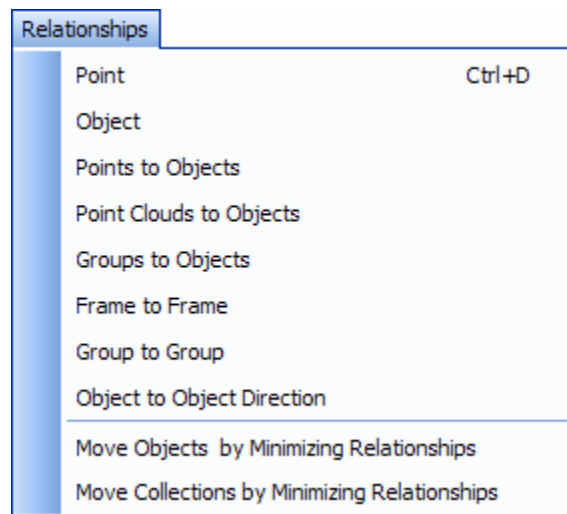 Relationships
Point Ctrl+D
Object
Points to Objects
Point Clouds to Objects
Groups to Objects
Frame to Frame
Group to Group
Object to Object Direction
Move Objects  by Minimizing Relationships
Move Collections by Minimizing Relationships